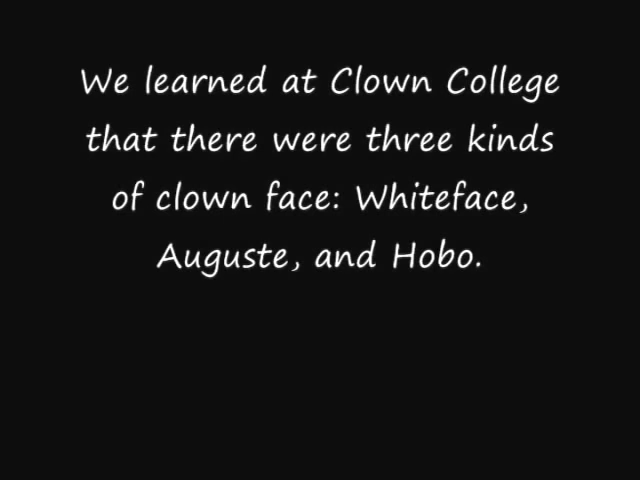 We learned at Clown College
that there were three kinds
of clown face: Whiteface,
Auguste, and Hobo.